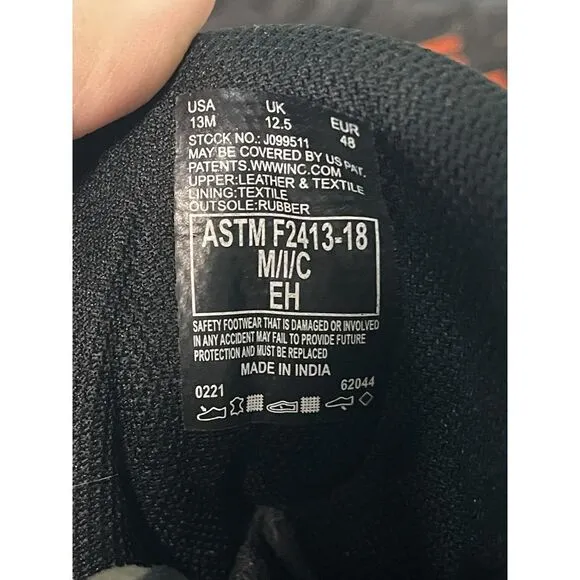 USA UK
13M 12.5 EUR
48
STOCK NO.: J099511
MAY BE COVERED BY US PAT.
PATENTS.WWWINC.COM
UPPER:LEATHER & TEXTILE
LINING:TEXTILE
OUTSOLE:RUBBER
ASTM F2413-18
M/I/C
EH
SAFETY FOOTWEAR THAT IS DAMAGED OR INVOLVED
IN ANY ACCIDENT MAY FAIL TO PROVIDE FUTURE
PROTECTION AND MUST BE REPLACED
MADE IN INDIA
0221 62044